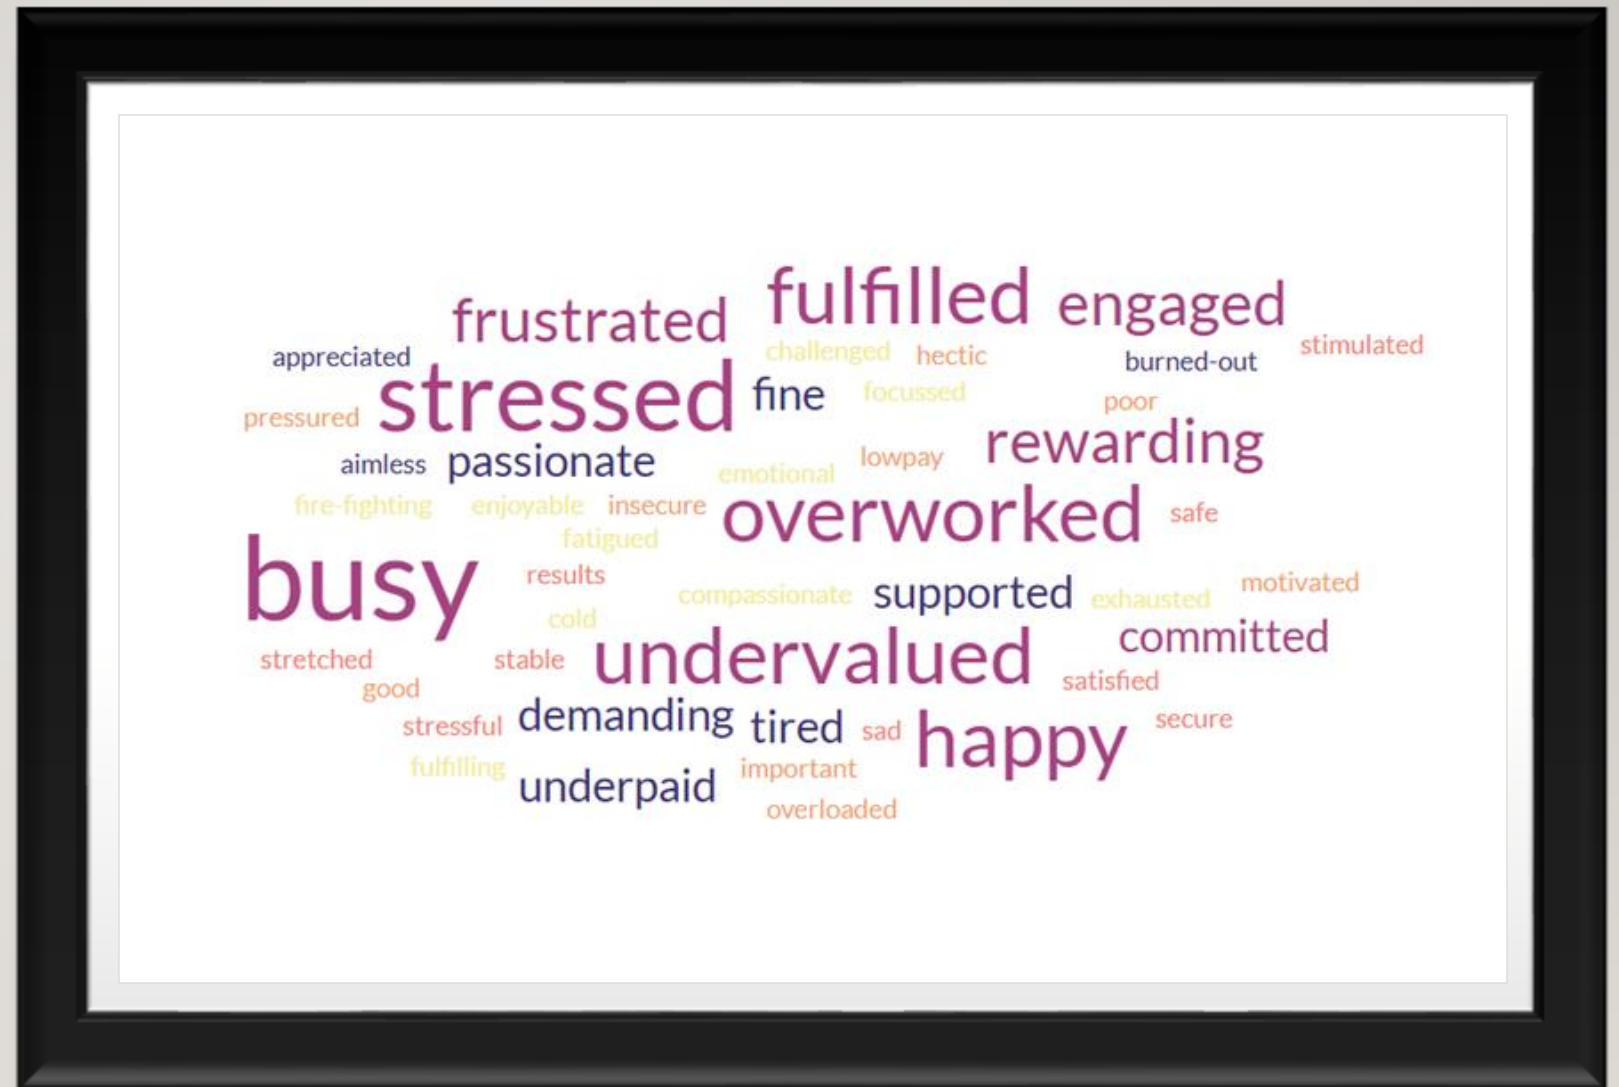 fulfilled engaged
frustrated
stimulated
appreciated challenged hectic burned-out
stressed fine focussed poor
pressured
rewarding
aimless passionate emotional lowpay
fire-fighting enjoyable insecure overworked safe
fatigued
busy results compassionate supported exhausted motivated
cold
committed
stretched stable undervalued satisfied
good
stressful demanding tired sad happy secure
fulfilling underpaid important
overloaded